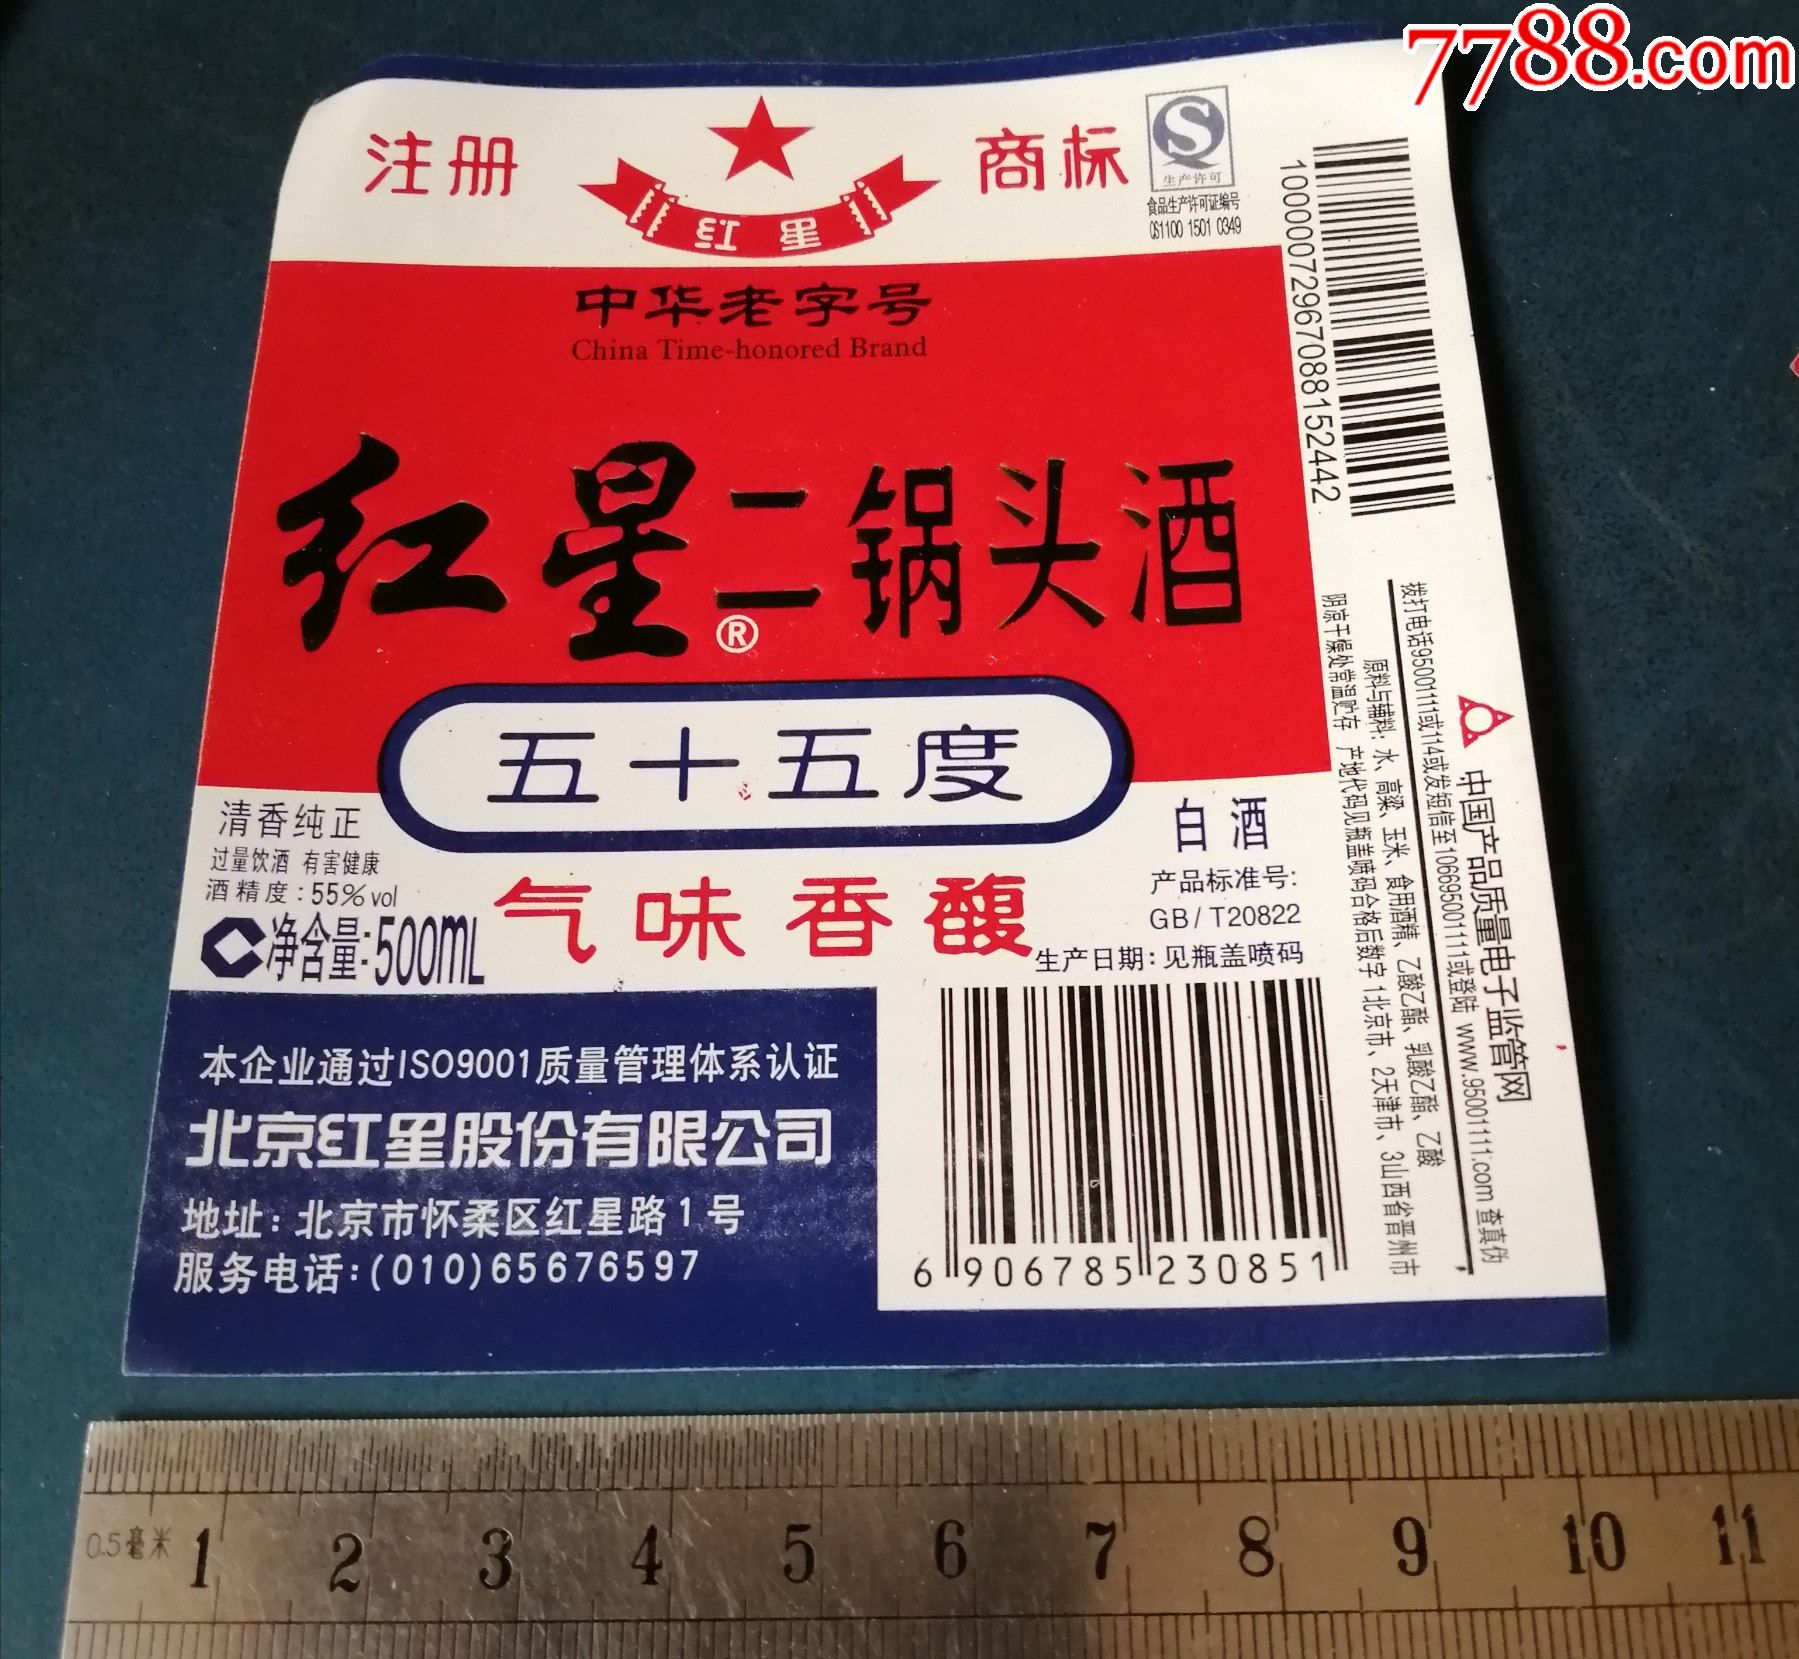 7788.com
注册
商标
红星
生产许可
食品生产许可证编号
QS1100 1501 0349
中华老字号
China Time-honored Brand
红星二锅头酒
®
五十五度
清香纯正
过量饮酒 有害健康
酒精度:55%vol
C净含量:500mL
气味香馥
白酒
产品标准号:
GB/T20822
生产日期:见瓶盖喷码
本企业通过ISO9001质量管理体系认证
北京红星股份有限公司
地址:北京市怀柔区红星路1号
服务电话:(010)65676597
6 906785 230851
10000072967088152442
中国产品质量电子监管网
拨打电话95001111或114或发短信至106695001111或登陆 www.95001111.com 查真伪
原料与辅料:水、高粱、玉米、食用酒精、乙酸乙酯、乳酸乙酯、乙酸
阴凉干燥处常温贮存 产地代码见瓶盖喷码合格后数字 1北京市、2天津市、3山西省晋州市
0.5毫米
1 2 3 4 5 6 7 8 9 10 11